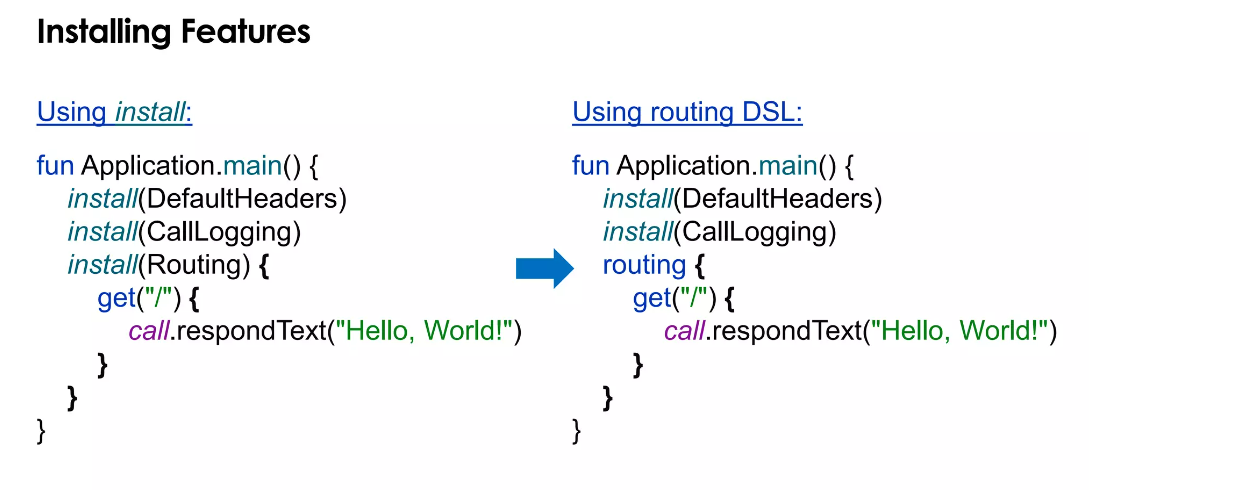 Installing Features
Using install:
fun Application.main() {
install(DefaultHeaders)
install(CallLogging)
install(Routing) {
get("/") {
call.respondText("Hello, World!")
}
}
}
Using routing DSL:
fun Application.main() {
install(DefaultHeaders)
install(CallLogging)
routing {
get("/") {
call.respondText("Hello, World!")
}
}
}